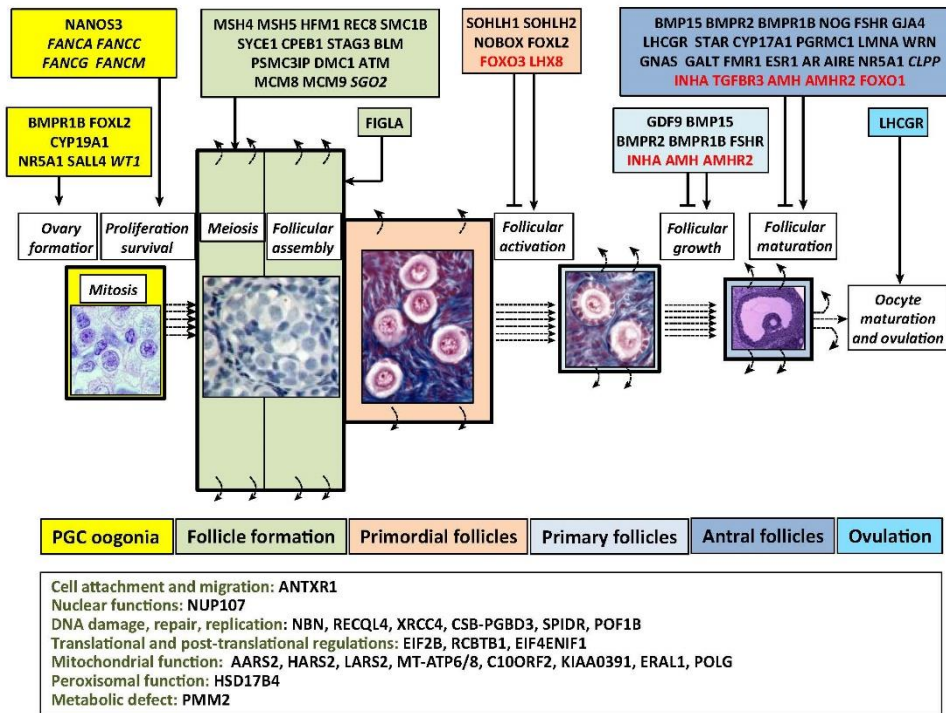 NANOS3
FANCA FANCC
FANCG FANCM
MSH4 MSH5 HFM1 REC8 SMC1B
SYCE1 CPEB1 STAG3 BLM
PSMC3IP DMC1 ATM
MCM8 MCM9 SGO2
SOHLH1 SOHLH2
NOBOX FOXL2
FOXO3 LHX8
BMP15 BMPR2 BMPR1B NOG FSHR GJA4
LHCGR STAR CYP17A1 PGRMC1 LMNA WRN
GNAS GALT FMR1 ESR1 AR AIRE NR5A1 CLPP
INHA TGFBR3 AMH AMHR2 FOXO1
BMPR1B FOXL2
CYP19A1
NR5A1 SALL4 WT1
FIGLA
GDF9 BMP15
BMPR2 BMPR1B FSHR
INHA AMH AMHR2
LHCGR
Ovary
formation
Proliferation
survival
Meiosis
Follicular
assembly
Follicular
activation
Follicular
growth
Follicular
maturation
Mitosis
Oocyte
maturation
and ovulation
PGC oogonia
Follicle formation
Primordial follicles
Primary follicles
Antral follicles
Ovulation
Cell attachment and migration: ANTXR1
Nuclear functions: NUP107
DNA damage, repair, replication: NBN, RECQL4, XRCC4, CSB-PGBD3, SPIDR, POF1B
Translational and post-translational regulations: EIF2B, RCBTB1, EIF4ENIF1
Mitochondrial function: AARS2, HARS2, LARS2, MT-ATP6/8, C10ORF2, KIAA0391, ERAL1, POLG
Peroxisomal function: HSD17B4
Metabolic defect: PMM2